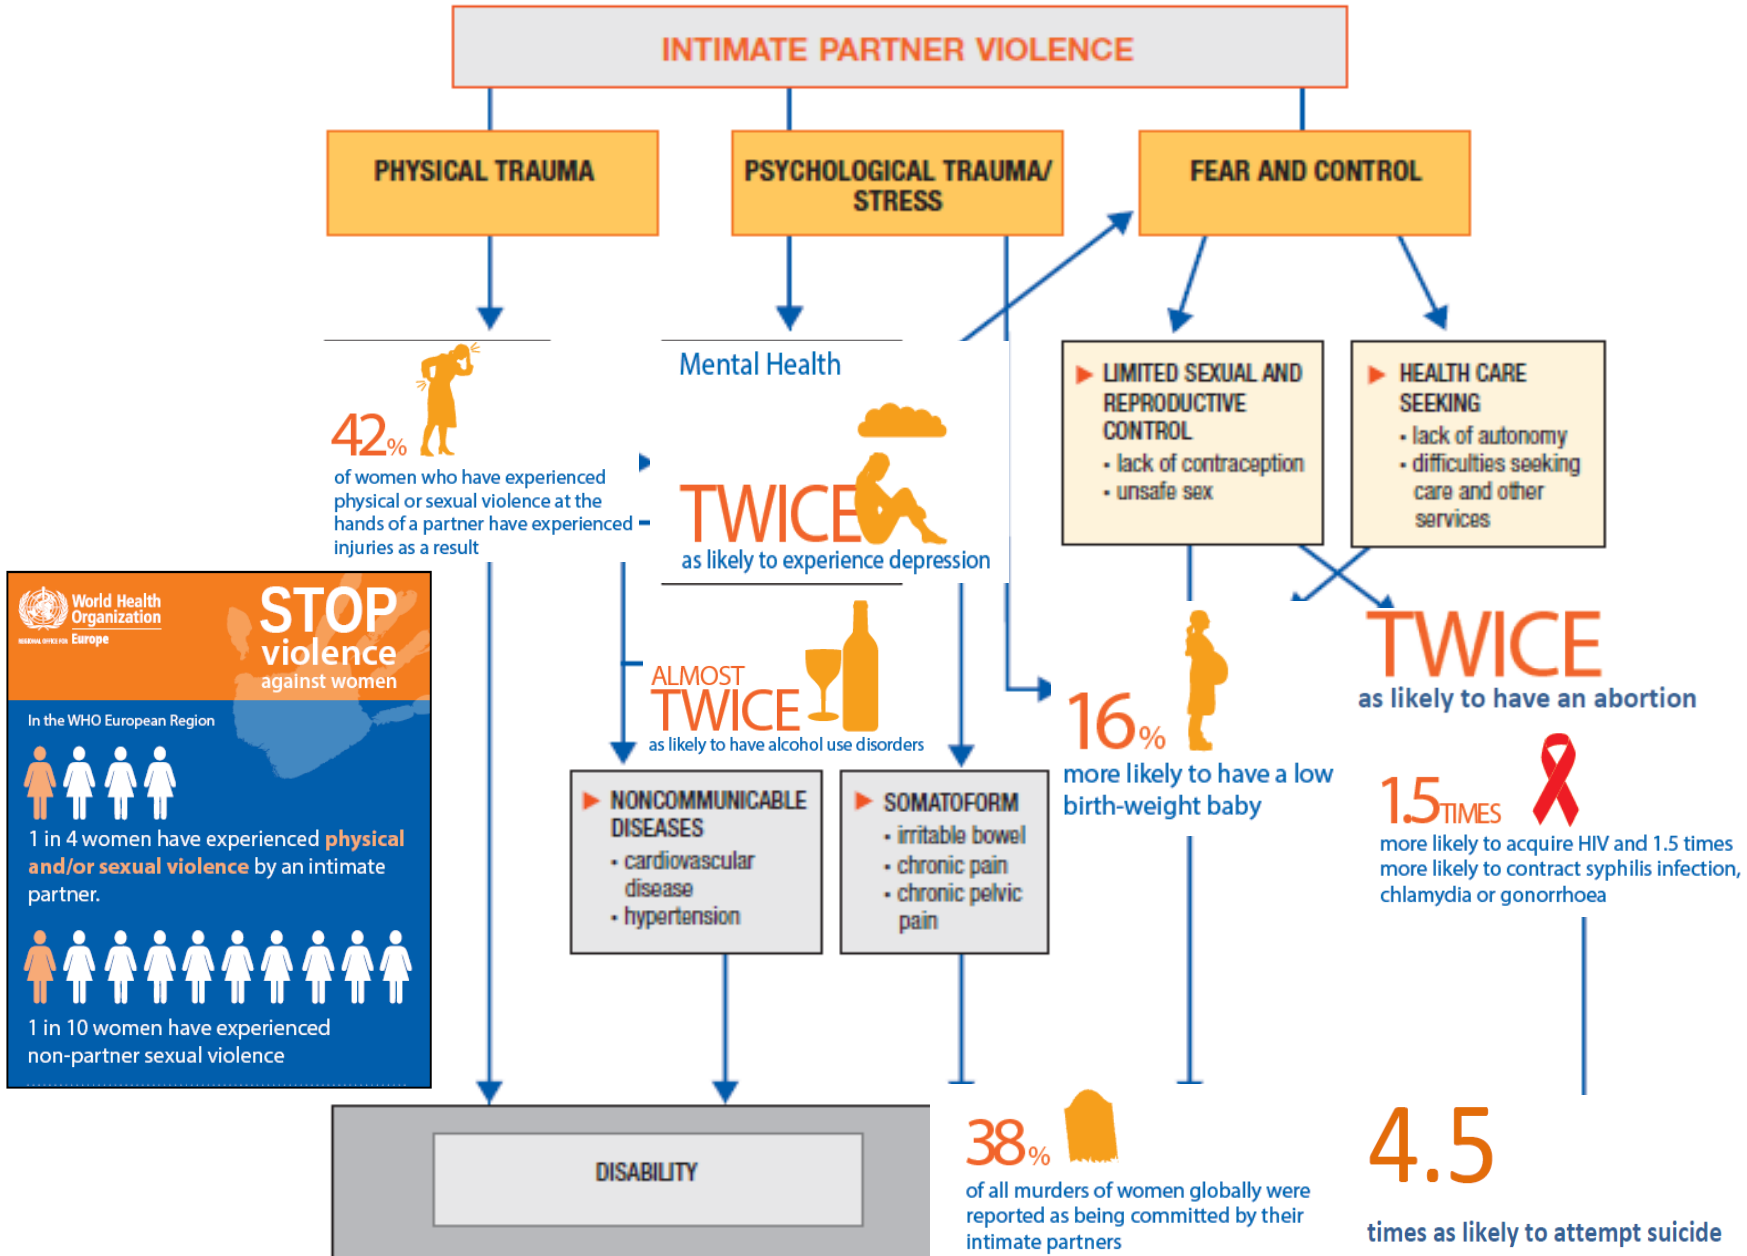 INTIMATE PARTNER VIOLENCE
PHYSICAL TRAUMA
PSYCHOLOGICAL TRAUMA/
STRESS
FEAR AND CONTROL
42%
of women who have experienced
physical or sexual violence at the
hands of a partner have experienced
injuries as a result
Mental Health
TWICE
as likely to experience depression
LIMITED SEXUAL AND
REPRODUCTIVE
CONTROL
• lack of contraception
• unsafe sex
HEALTH CARE
SEEKING
• lack of autonomy
• difficulties seeking
care and other
services
World Health
Organization
REGIONAL OFFICE FOR Europe
STOP
violence
against women
In the WHO European Region
1 in 4 women have experienced physical
and/or sexual violence by an intimate
partner.
1 in 10 women have experienced
non-partner sexual violence
ALMOST
TWICE
as likely to have alcohol use disorders
16%
more likely to have a low
birth-weight baby
TWICE
as likely to have an abortion
1.5 TIMES
more likely to acquire HIV and 1.5 times
more likely to contract syphilis infection,
chlamydia or gonorrhoea
NONCOMMUNICABLE
DISEASES
• cardiovascular
disease
• hypertension
SOMATOFORM
• irritable bowel
• chronic pain
• chronic pelvic
pain
DISABILITY
38%
of all murders of women globally were
reported as being committed by their
intimate partners
4.5
times as likely to attempt suicide